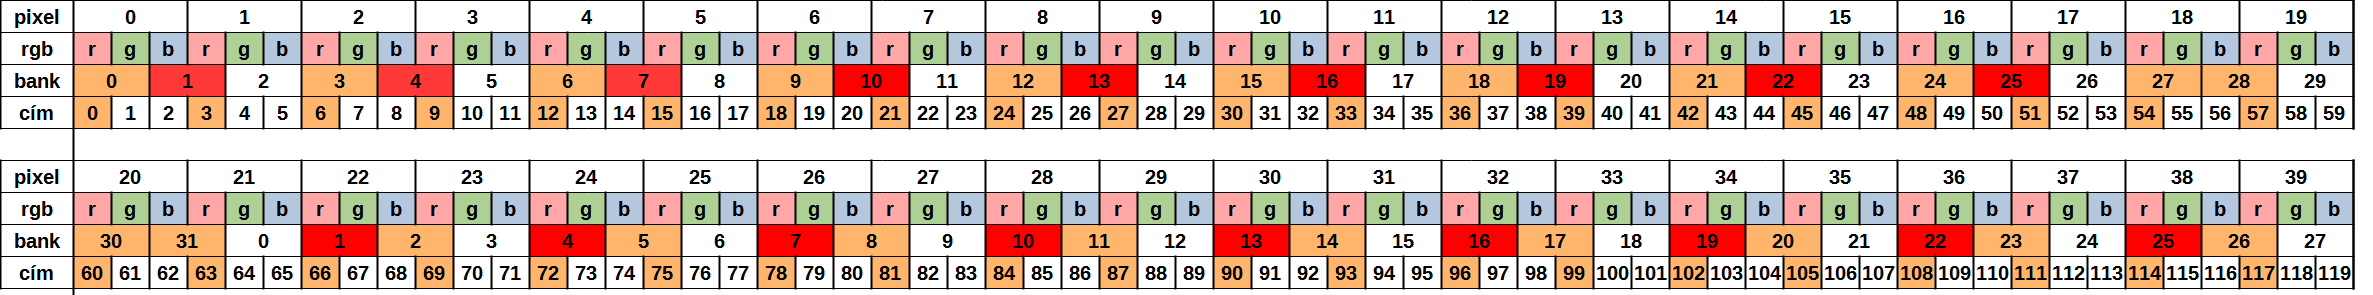 pixel 0 1 2 3 4 5 6 7 8 9 10 11 12 13 14 15 16 17 18 19
rgb r g b r g b r g b r g b r g b r g b r g b r g b r g b r g b r g b r g b r g b r g b r g b r g b r g b r g b r g b r g b
bank 0 1 2 3 4 5 6 7 8 9 10 11 12 13 14 15 16 17 18 19 20 21 22 23 24 25 26 27 28 29
cím 0 1 2 3 4 5 6 7 8 9 10 11 12 13 14 15 16 17 18 19 20 21 22 23 24 25 26 27 28 29 30 31 32 33 34 35 36 37 38 39 40 41 42 43 44 45 46 47 48 49 50 51 52 53 54 55 56 57 58 59
pixel 20 21 22 23 24 25 26 27 28 29 30 31 32 33 34 35 36 37 38 39
rgb r g b r g b r g b r g b r g b r g b r g b r g b r g b r g b r g b r g b r g b r g b r g b r g b r g b r g b r g b r g b
bank 30 31 0 1 2 3 4 5 6 7 8 9 10 11 12 13 14 15 16 17 18 19 20 21 22 23 24 25 26 27
cím 60 61 62 63 64 65 66 67 68 69 70 71 72 73 74 75 76 77 78 79 80 81 82 83 84 85 86 87 88 89 90 91 92 93 94 95 96 97 98 99 100 101 102 103 104 105 106 107 108 109 110 111 112 113 114 115 116 117 118 119